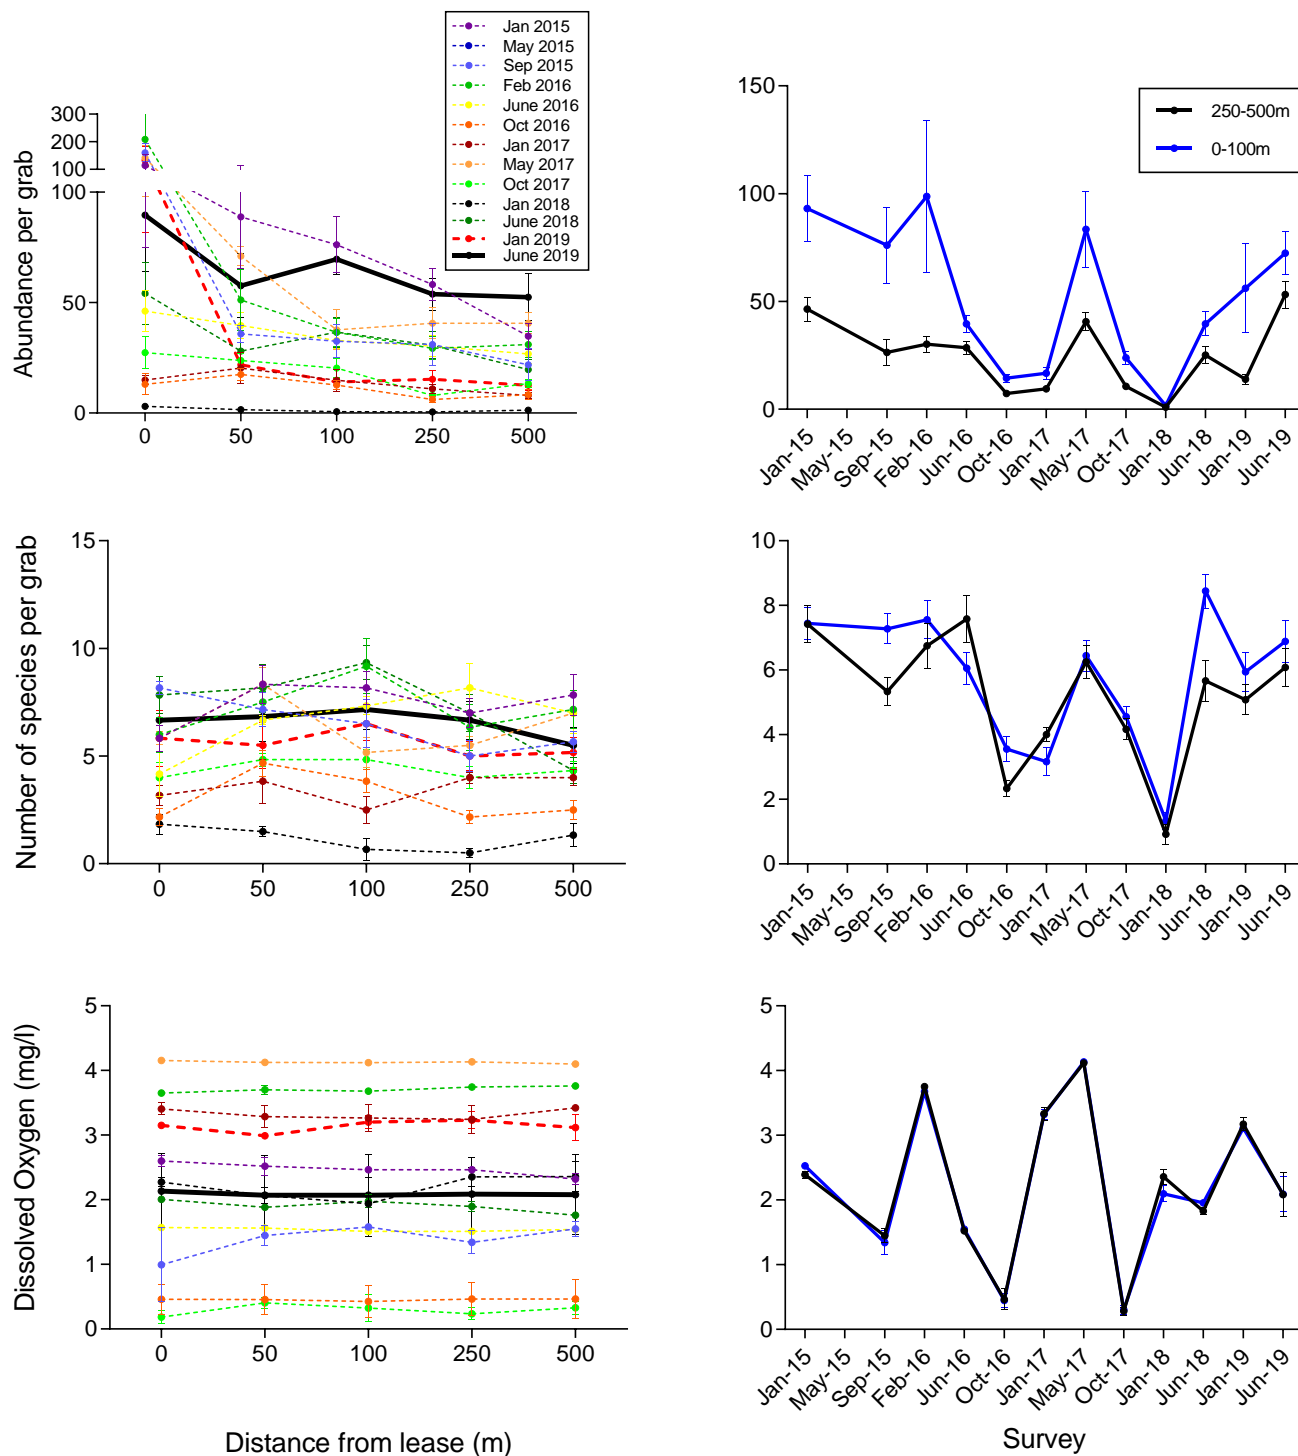 Jan 2015
May 2015
Sep 2015
Feb 2016
June 2016
Oct 2016
Jan 2017
May 2017
Oct 2017
Jan 2018
June 2018
Jan 2019
June 2019
Abundance per grab
300
200
100
100
50
0
0 50 100 250 500
250-500m
0-100m
150
100
50
0
Jan-15 May-15 Sep-15 Feb-16 Jun-16 Oct-16 Jan-17 May-17 Oct-17 Jan-18 Jun-18 Jan-19 Jun-19
Number of species per grab
15
10
5
0
0 50 100 250 500
10
8
6
4
2
0
Jan-15 May-15 Sep-15 Feb-16 Jun-16 Oct-16 Jan-17 May-17 Oct-17 Jan-18 Jun-18 Jan-19 Jun-19
Dissolved Oxygen (mg/l)
5
4
3
2
1
0
0 50 100 250 500
Distance from lease (m)
5
4
3
2
1
0
Jan-15 May-15 Sep-15 Feb-16 Jun-16 Oct-16 Jan-17 May-17 Oct-17 Jan-18 Jun-18 Jan-19 Jun-19
Survey